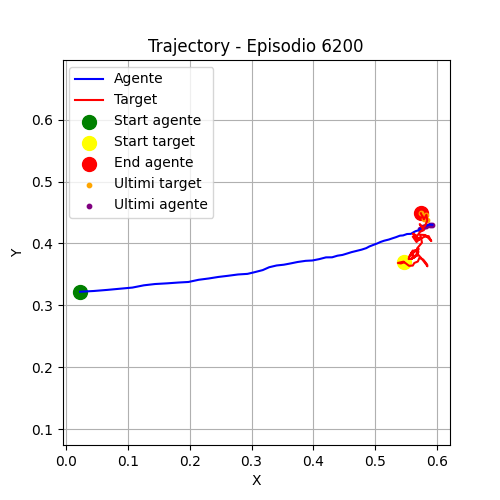 Trajectory - Episodio 6200
Agente
Target
Start agente
Start target
End agente
Ultimi target
Ultimi agente
Y
0.6
0.5
0.4
0.3
0.2
0.1
0.0
0.1
0.2
0.3
0.4
0.5
0.6
X